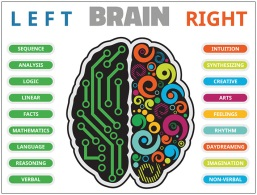 LEFT BRAIN RIGHT
SEQUENCE
ANALYSIS
LOGIC
LINEAR
FACTS
MATHEMATICS
LANGUAGE
REASONING
VERBAL
INTUITION
SYNTHESIZING
CREATIVE
ARTS
FEELINGS
RHYTHM
DAYDREAMING
IMAGINATION
NON-VERBAL